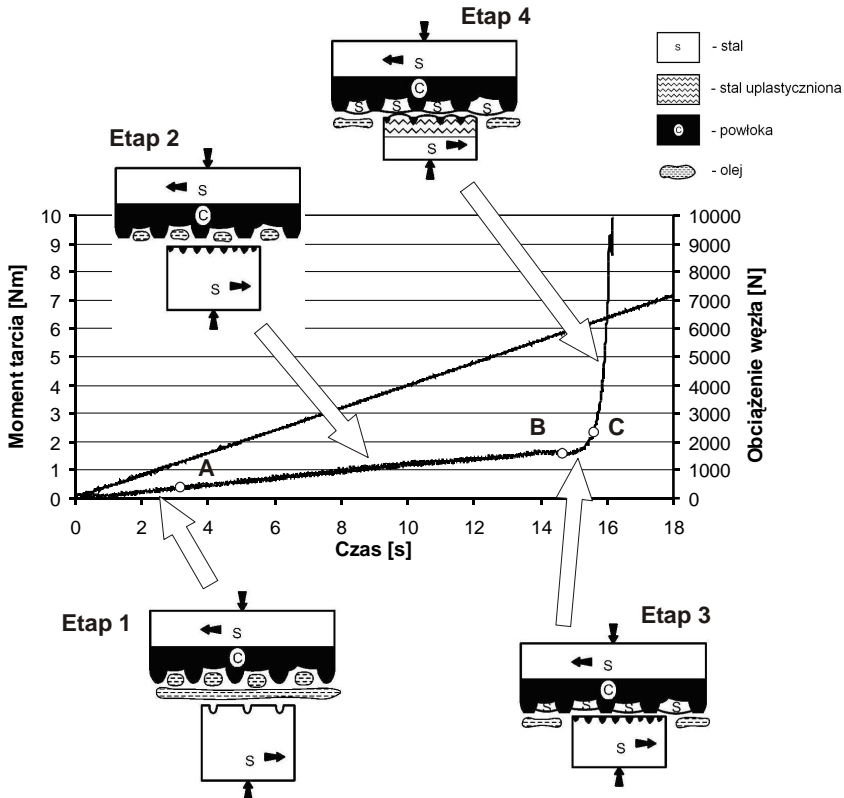 Etap 4
S
C
S S S S
S
S - stal
- stal uplastyczniona
C - powłoka
- olej
Etap 2
S
C
S
Moment tarcia [Nm]
10
9
8
7
6
5
4
3
2
1
0
A
B
C
10000
9000
8000
7000
6000
5000
4000
3000
2000
1000
0
Obciążenie węzła [N]
0 2 4 6 8 10 12 14 16 18
Czas [s]
Etap 1
S
C
S
Etap 3
S
C
S S S S
S